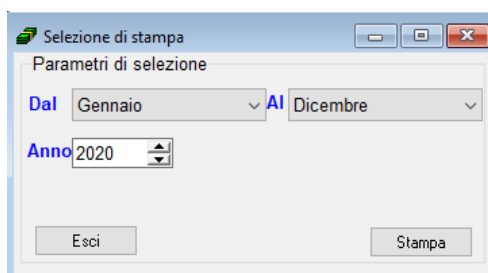 Selezione di stampa
Parametri di selezione
Dal Gennaio Al Dicembre
Anno 2020
Esci Stampa